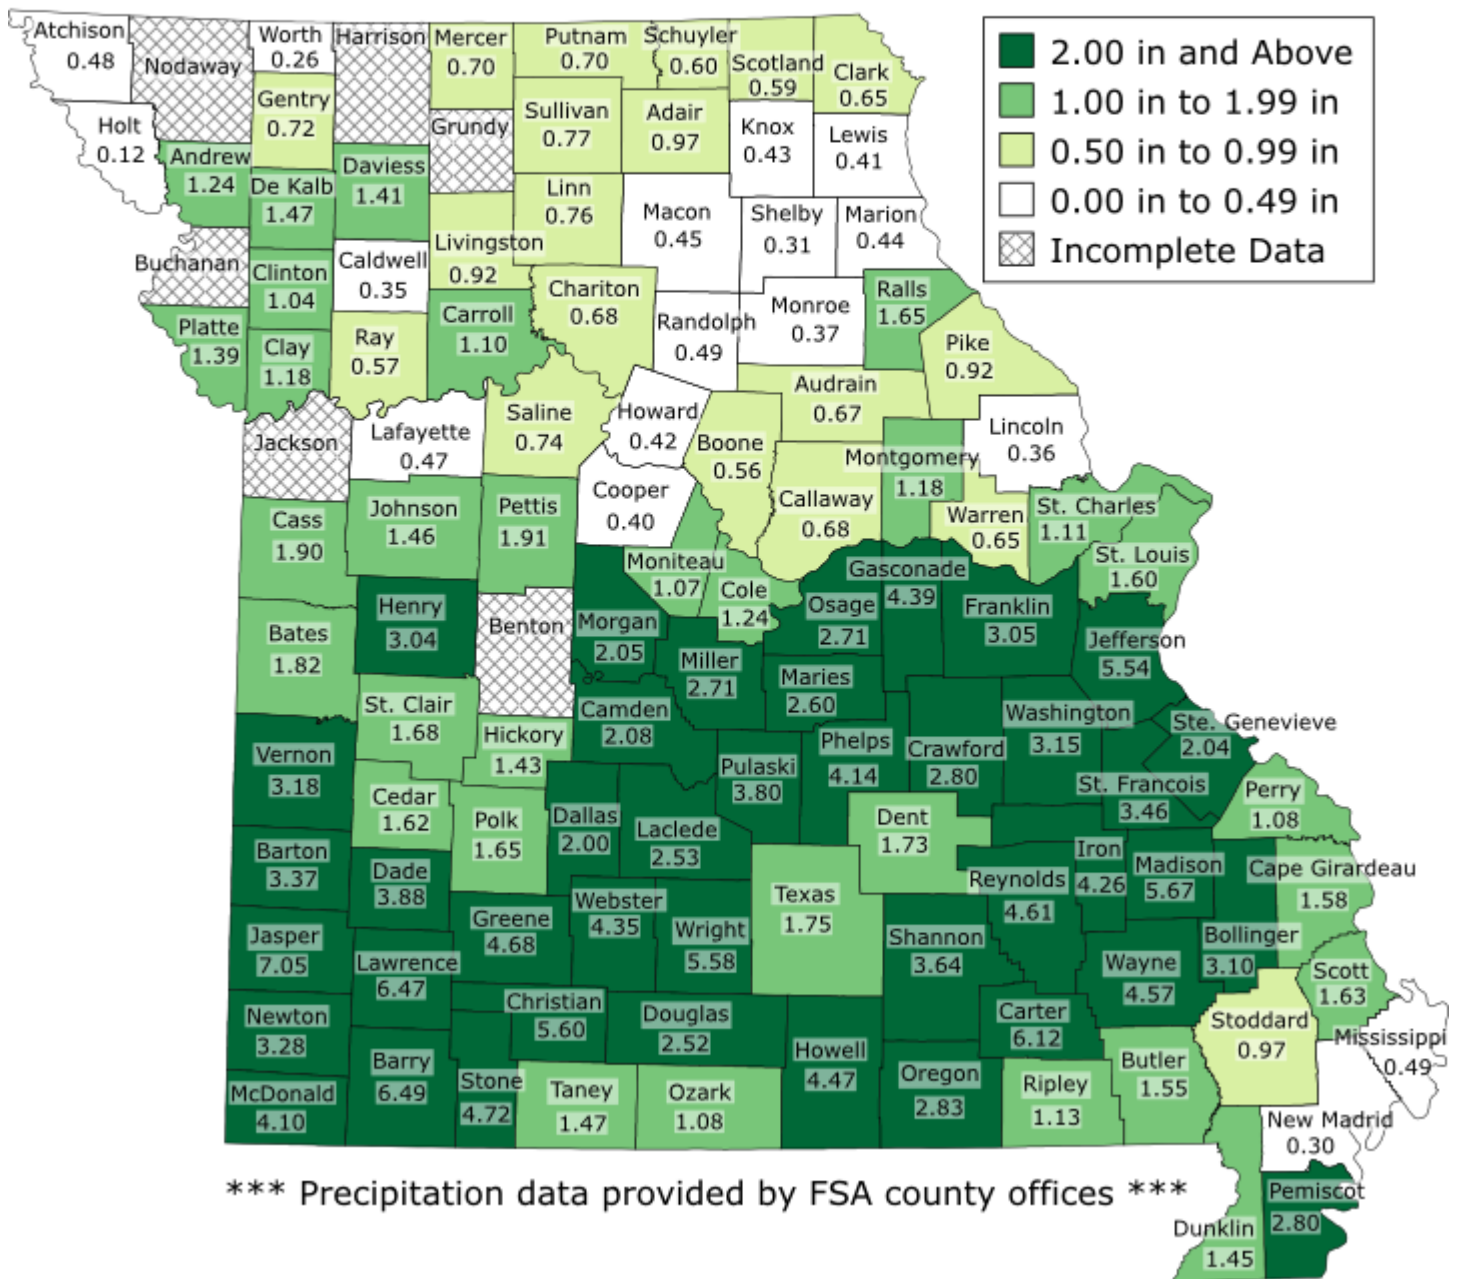 Atchison
0.48
Nodaway
Worth
0.26
Harrison
Mercer
0.70
Putnam
0.70
Schuyler
0.60
Scotland
0.59
Clark
0.65
2.00 in and Above
1.00 in to 1.99 in
0.50 in to 0.99 in
0.00 in to 0.49 in
Incomplete Data
Holt
0.12
Gentry
0.72
Grundy
Sullivan
0.77
Adair
0.97
Knox
0.43
Lewis
0.41
Andrew
1.24
De Kalb
1.47
Daviess
1.41
Linn
0.76
Macon
0.45
Shelby
0.31
Marion
0.44
Buchanan
Clinton
1.04
Caldwell
0.35
Livingston
0.92
Chariton
0.68
Randolph
0.49
Monroe
0.37
Ralls
1.65
Platte
1.39
Clay
1.18
Ray
0.57
Carroll
1.10
Pike
0.92
Audrain
0.67
Jackson
Lafayette
0.47
Saline
0.74
Howard
0.42
Boone
0.56
Lincoln
0.36
Montgomery
1.18
Callaway
0.68
Warren
0.65
St. Charles
1.11
St. Louis
1.60
Cass
1.90
Johnson
1.46
Pettis
1.91
Cooper
0.40
Moniteau
1.07
Cole
1.24
Osage
2.71
Gasconade
4.39
Franklin
3.05
Jefferson
5.54
Bates
1.82
Henry
3.04
Benton
Morgan
2.05
Miller
2.71
Maries
2.60
St. Clair
1.68
Hickory
1.43
Camden
2.08
Pulaski
3.80
Phelps
4.14
Crawford
2.80
Washington
3.15
Ste. Genevieve
2.04
St. Francois
3.46
Perry
1.08
Vernon
3.18
Cedar
1.62
Polk
1.65
Dallas
2.00
Laclede
2.53
Dent
1.73
Iron
4.26
Madison
5.67
Cape Girardeau
1.58
Barton
3.37
Dade
3.88
Greene
4.68
Webster
4.35
Wright
5.58
Texas
1.75
Reynolds
4.61
Shannon
3.64
Wayne
4.57
Bollinger
3.10
Scott
1.63
Jasper
7.05
Lawrence
6.47
Christian
5.60
Douglas
2.52
Howell
4.47
Carter
6.12
Stoddard
0.97
Mississippi
0.49
Newton
3.28
Barry
6.49
Stone
4.72
Taney
1.47
Ozark
1.08
Oregon
2.83
Ripley
1.13
Butler
1.55
McDonald
4.10
New Madrid
0.30
*** Precipitation data provided by FSA county offices ***
Pemiscot
2.80
Dunklin
1.45